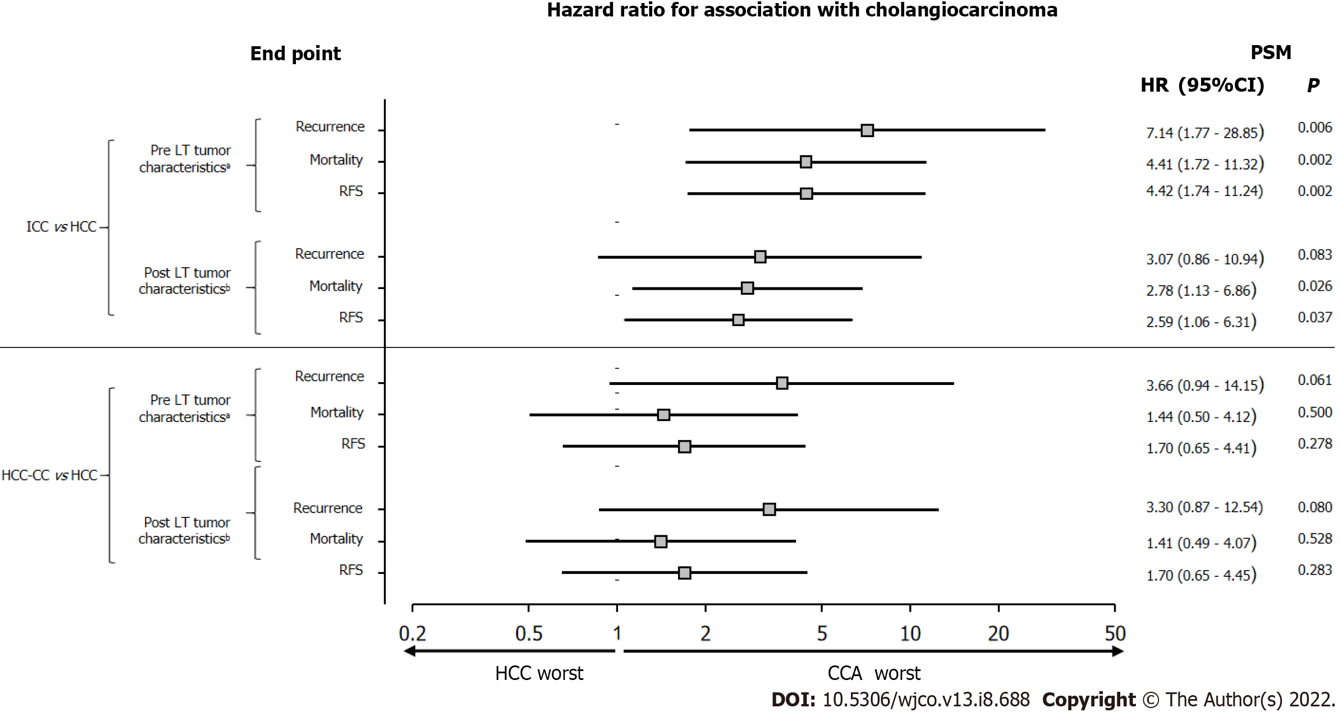 Hazard ratio for association with cholangiocarcinoma
End point
PSM
HR (95%CI) P
ICC vs HCC
Pre LT tumor
characteristicsᵃ
Recurrence 7.14 (1.77 - 28.85) 0.006
Mortality 4.41 (1.72 - 11.32) 0.002
RFS 4.42 (1.74 - 11.24) 0.002
Post LT tumor
characteristicsᵇ
Recurrence 3.07 (0.86 - 10.94) 0.083
Mortality 2.78 (1.13 - 6.86) 0.026
RFS 2.59 (1.06 - 6.31) 0.037
HCC-CC vs HCC
Pre LT tumor
characteristicsᵃ
Recurrence 3.66 (0.94 - 14.15) 0.061
Mortality 1.44 (0.50 - 4.12) 0.500
RFS 1.70 (0.65 - 4.41) 0.278
Post LT tumor
characteristicsᵇ
Recurrence 3.30 (0.87 - 12.54) 0.080
Mortality 1.41 (0.49 - 4.07) 0.528
RFS 1.70 (0.65 - 4.45) 0.283
0.2 0.5 1 2 5 10 20 50
HCC worst CCA worst
DOI: 10.5306/wjco.v13.i8.688 Copyright © The Author(s) 2022.